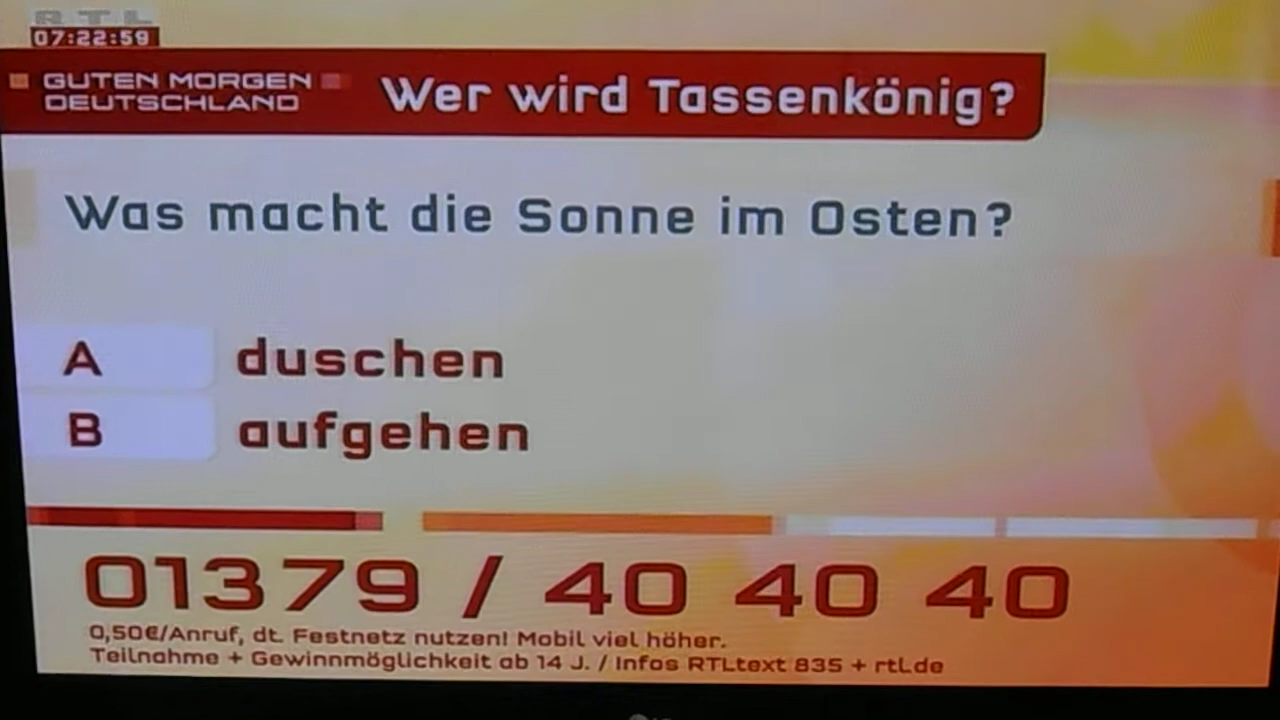 RTL
07:22:59
GUTEN MORGEN
DEUTSCHLAND
Wer wird Tassenkönig?
Was macht die Sonne im Osten?
A duschen
B aufgehen
01379 / 40 40 40
0,50€/Anruf, dt. Festnetz nutzen! Mobil viel höher.
Teilnahme + Gewinnmöglichkeit ab 14 J. / Infos RTLtext 835 + rtl.de